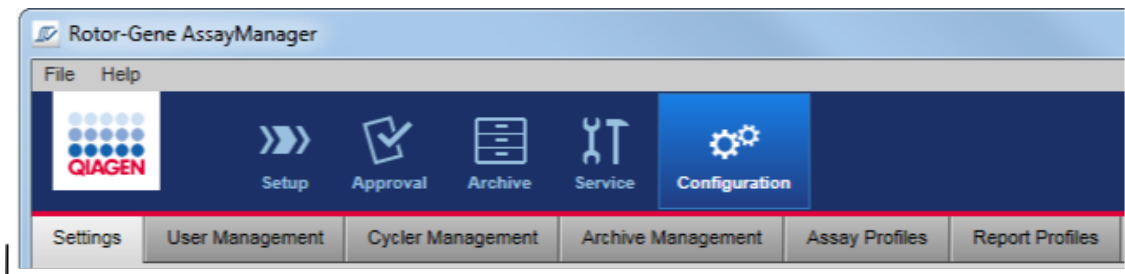 Rotor-Gene AssayManager
File Help
QIAGEN
Setup Approval Archive Service Configuration
Settings User Management Cycler Management Archive Management Assay Profiles Report Profiles